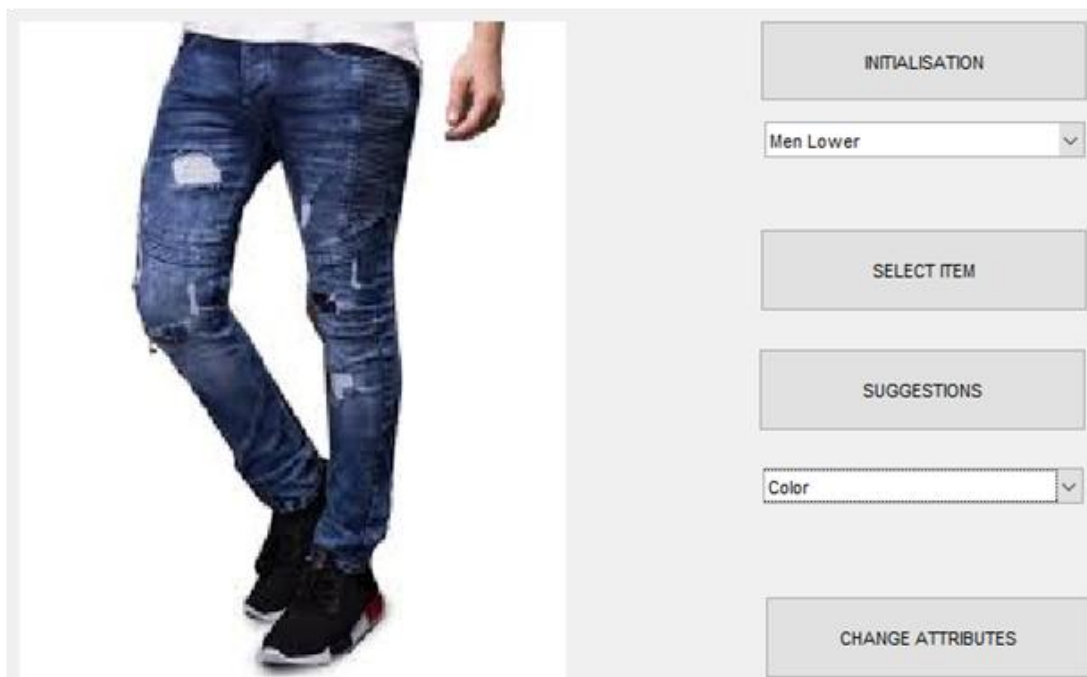 INITIALISATION
Men Lower
SELECT ITEM
SUGGESTIONS
Color
CHANGE ATTRIBUTES